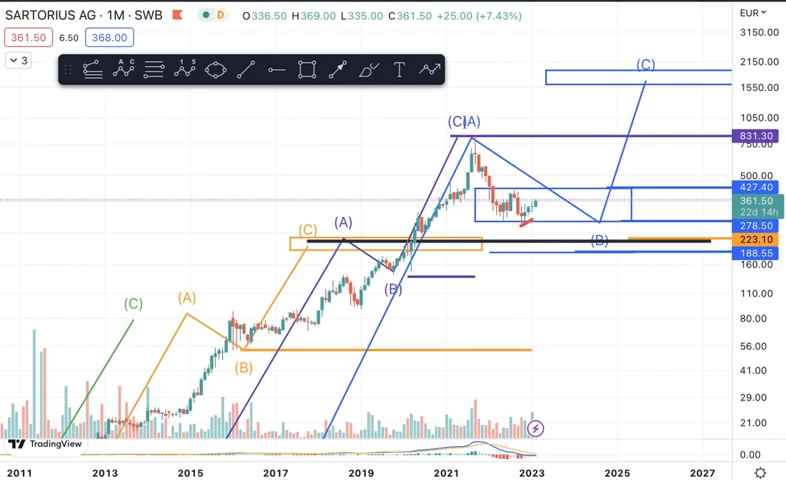 SARTORIUS AG · 1M · SWB D O336.50 H369.00 L335.00 C361.50 +25.00 (+7.43%) EUR
361.50 6.50 368.00
3
A C 1 5 T
3150.00
2150.00
1550.00
1050.00
831.30
750.00
500.00
427.40
361.50
22d 14h
278.50
223.10
188.55
160.00
110.00
80.00
56.00
41.00
29.00
21.00
0.00
(C)
(C)
(A)
(A)
(C)
(B)
(B)
(A)
(C)
(B)
TradingView
2011 2013 2015 2017 2019 2021 2023 2025 2027